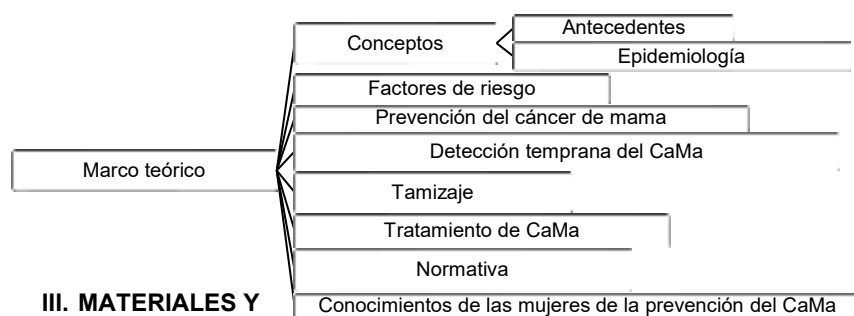 Marco teórico
Conceptos
Antecedentes
Epidemiología
Factores de riesgo
Prevención del cáncer de mama
Detección temprana del CaMa
Tamizaje
Tratamiento de CaMa
Normativa
Conocimientos de las mujeres de la prevención del CaMa
III. MATERIALES Y